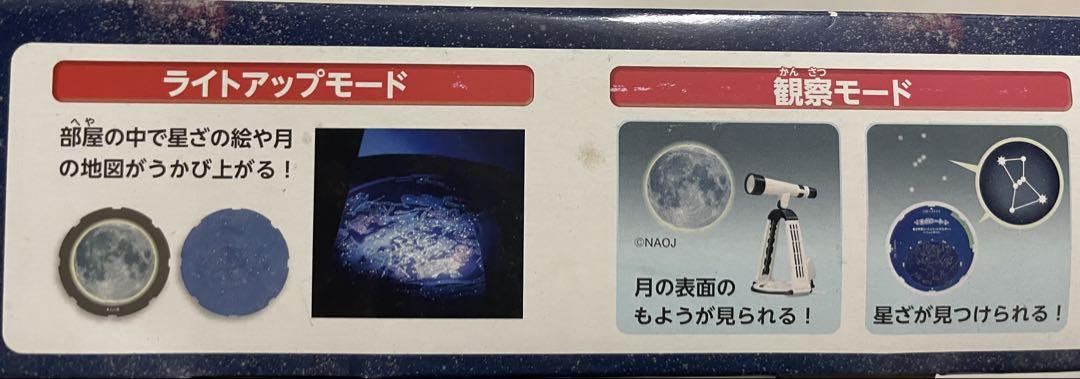 ライトアップモード
へや
部屋の中で星ざの絵や月
の地図がうかび上がる！
かん さつ
観察モード
©NAOJ
月の表面の
もようが見られる！
星ざが見つけられる！